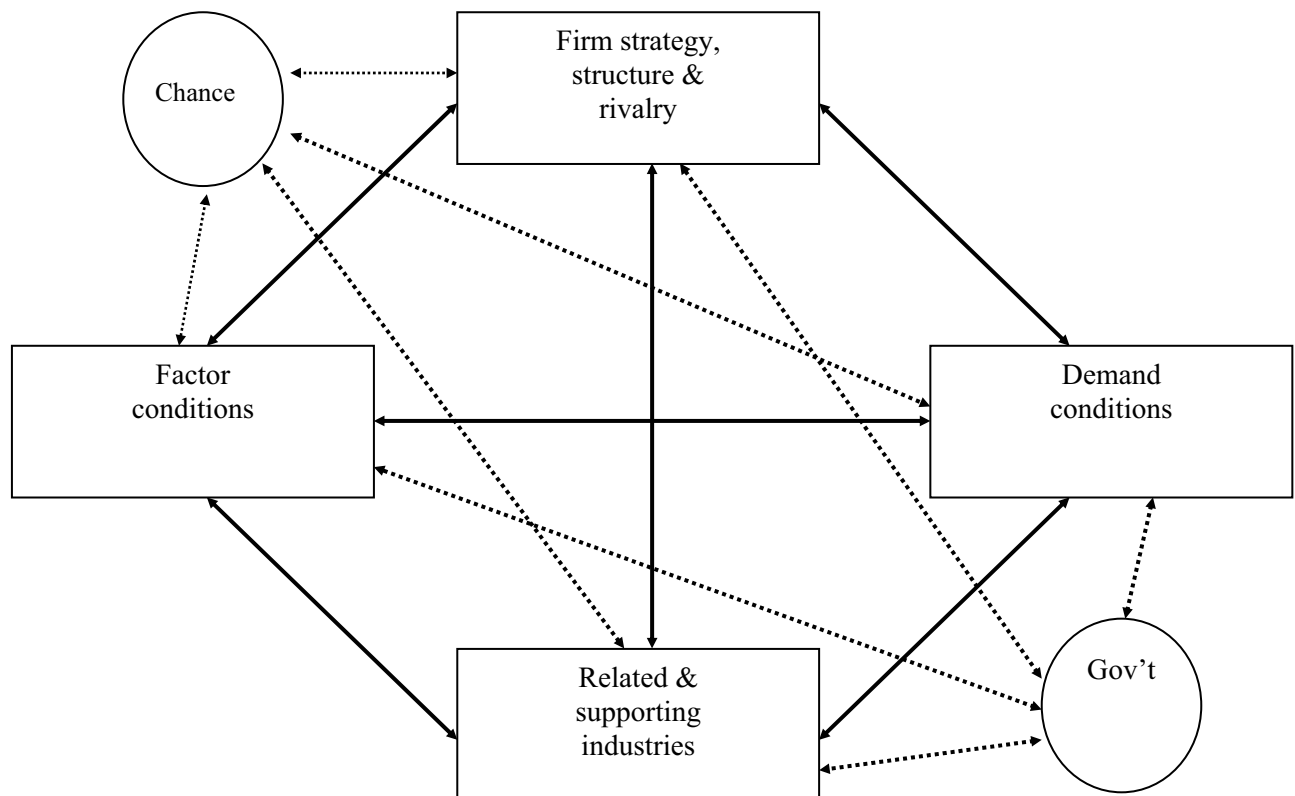 Firm strategy,
structure &
rivalry
Chance
Factor
conditions
Demand
conditions
Related &
supporting
industries
Gov’t